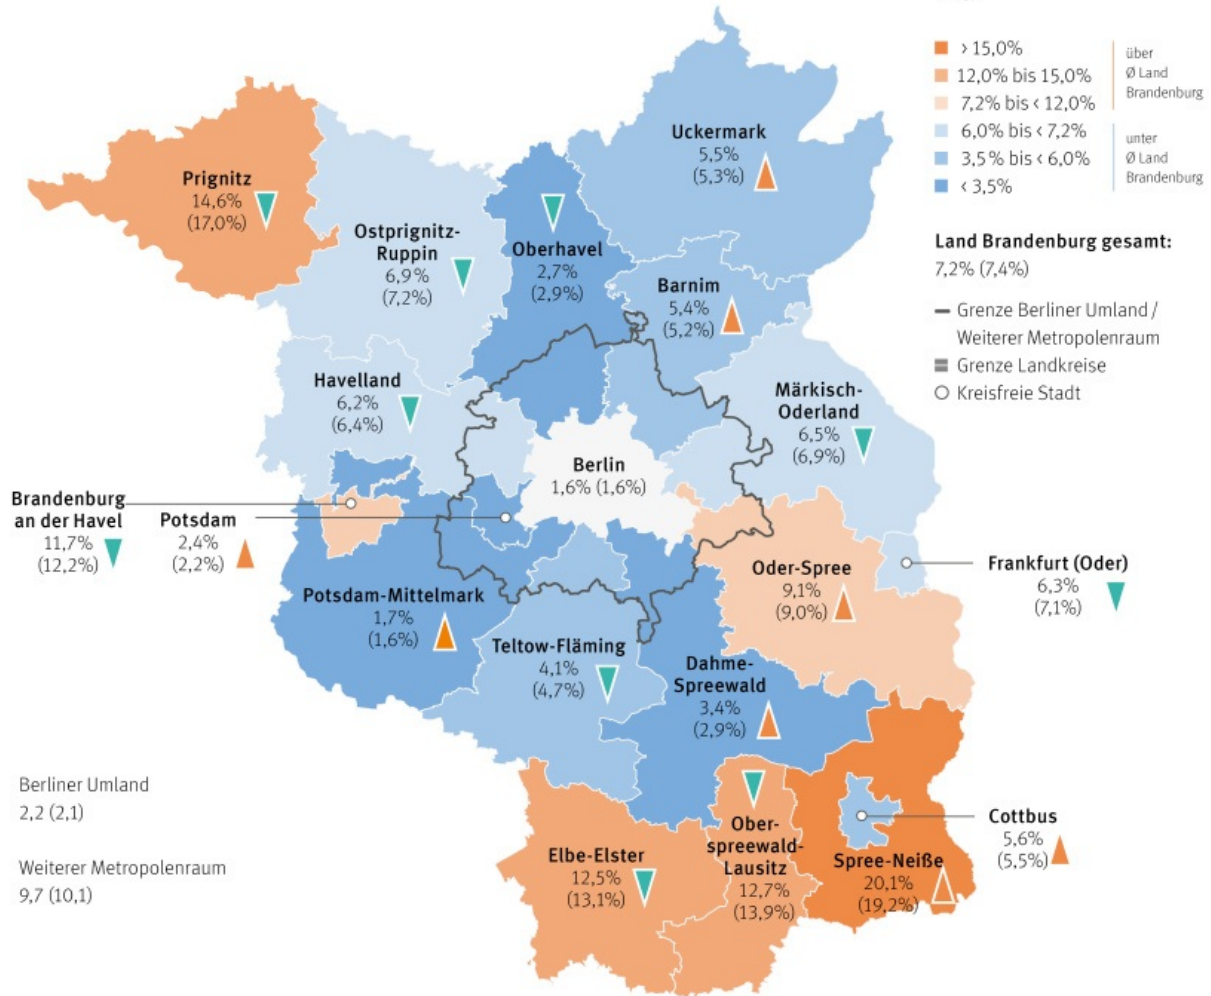 > 15,0%
12,0% bis 15,0%
7,2% bis < 12,0%
über
Ø Land
Brandenburg
6,0% bis < 7,2%
3,5% bis < 6,0%
< 3,5%
unter
Ø Land
Brandenburg
Land Brandenburg gesamt:
7,2% (7,4%)
Grenze Berliner Umland /
Weiterer Metropolenraum
Grenze Landkreise
Kreisfreie Stadt
Uckermark
5,5%
(5,3%)
Prignitz
14,6%
(17,0%)
Ostprignitz-
Ruppin
6,9%
(7,2%)
Oberhavel
2,7%
(2,9%)
Barnim
5,4%
(5,2%)
Havelland
6,2%
(6,4%)
Märkisch-
Oderland
6,5%
(6,9%)
Berlin
1,6% (1,6%)
Brandenburg
an der Havel
11,7%
(12,2%)
Potsdam
2,4%
(2,2%)
Frankfurt (Oder)
6,3%
(7,1%)
Oder-Spree
9,1%
(9,0%)
Potsdam-Mittelmark
1,7%
(1,6%)
Teltow-Fläming
4,1%
(4,7%)
Dahme-
Spreewald
3,4%
(2,9%)
Berliner Umland
2,2 (2,1)
Weiterer Metropolenraum
9,7 (10,1)
Elbe-Elster
12,5%
(13,1%)
Ober-
spreewald-
Lausitz
12,7%
(13,9%)
Spree-Neiße
20,1%
(19,2%)
Cottbus
5,6%
(5,5%)